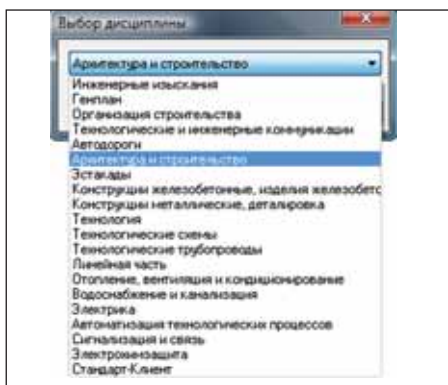 Выбор дисциплины
Архитектура и строительство
Инженерные изыскания
Генплан
Организация строительства
Технологические и инженерные коммуникации
Автодороги
Архитектура и строительство
Эстакады
Конструкции железобетонные, изделия железобето
Конструкции металлические, деталировка
Технология
Технологические схемы
Технологические трубопроводы
Линейная часть
Отопление, вентиляция и кондиционирование
Водоснабжение и канализация
Электрика
Автоматизация технологических процессов
Сигнализация и связь
Электрохимзащита
Стандарт-Клиент